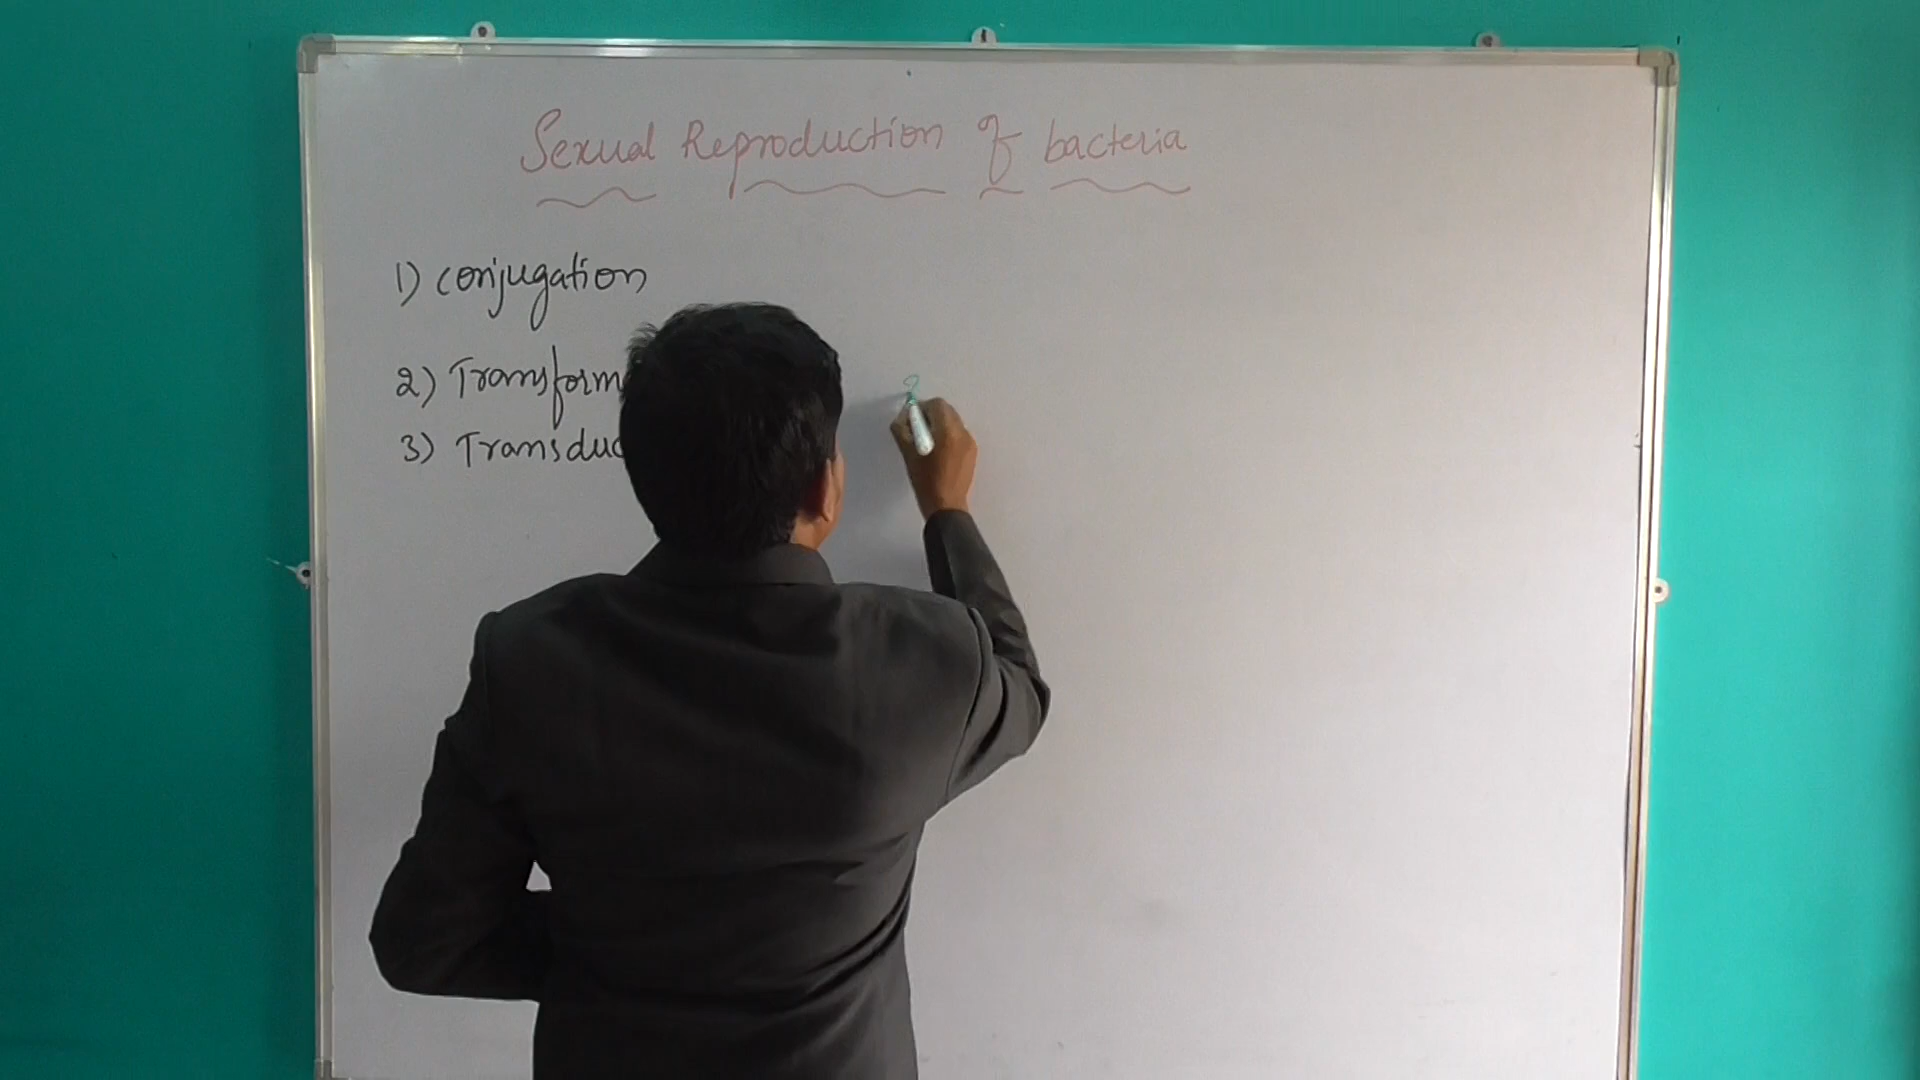 Sexual Reproduction of bacteria
1) conjugation
2) Transform
3) Transduc